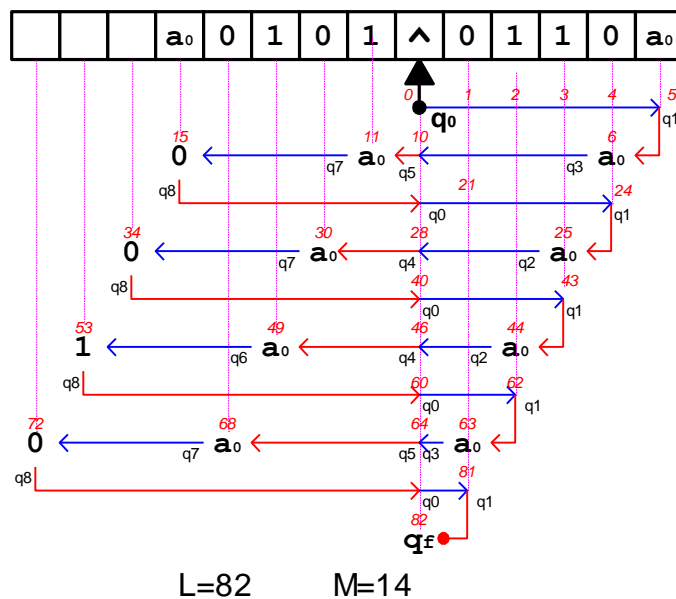 a₀ 0 1 0 1 ^ 0 1 1 0 a₀
0 1 2 3 4 5
q₀ q1
15 11 10 6
0 a₀ a₀
q7 q5 q3
q8 21 24
q0 q1
34 30 28 25
0 a₀ a₀
q7 q4 q2
q8 40 43
q0 q1
53 49 46 44
1 a₀ a₀
q6 q4 q2
q8 60 62
q0 q1
72 68 64 63
0 a₀ a₀
q7 q5 q3
q8 81
q0 q1
82
qf
L=82 M=14